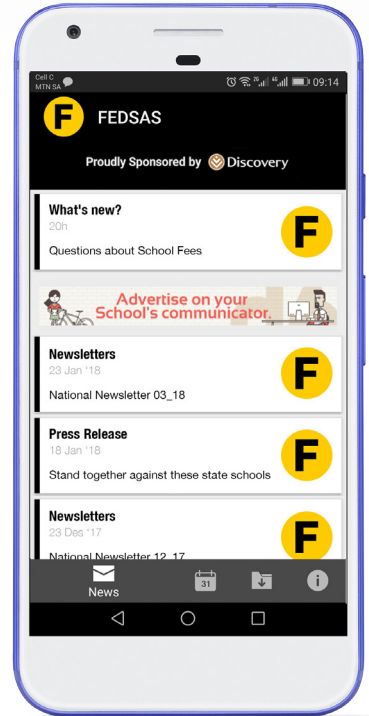 Cell C
MTN SA
2G
4G
09:14
F
FEDSAS
Proudly Sponsored by Discovery
What's new?
20h
Questions about School Fees
F
Advertise on your
School's communicator.
Newsletters
23 Jan '18
National Newsletter 03_18
F
Press Release
18 Jan '18
Stand together against these state schools
F
Newsletters
23 Des '17
National Newsletter 12_17
F
31
News